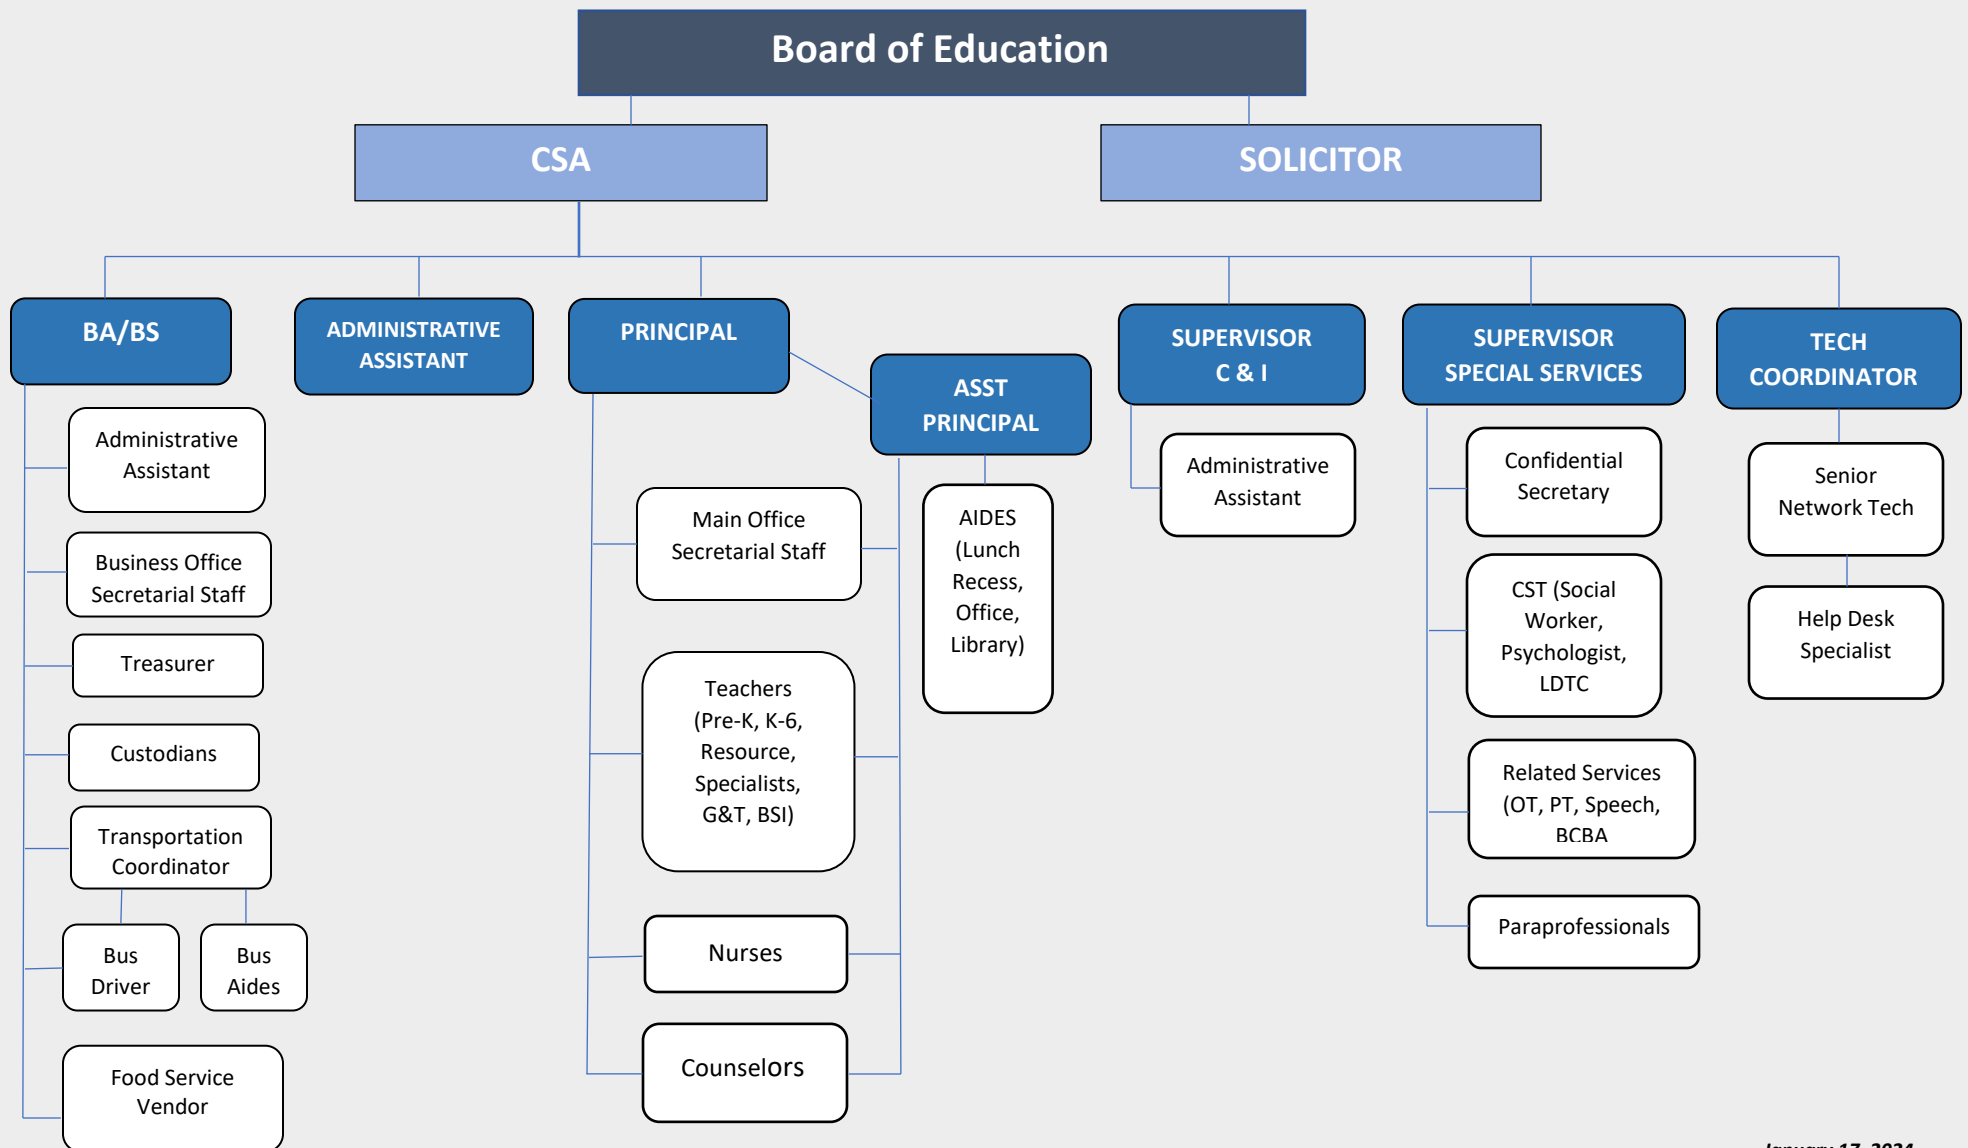 Board of Education
CSA
SOLICITOR
BA/BS
ADMINISTRATIVE
ASSISTANT
PRINCIPAL
ASST
PRINCIPAL
SUPERVISOR
C & I
SUPERVISOR
SPECIAL SERVICES
TECH
COORDINATOR
Administrative
Assistant
Business Office
Secretarial Staff
Treasurer
Custodians
Transportation
Coordinator
Bus
Driver
Bus
Aides
Food Service
Vendor
Main Office
Secretarial Staff
Teachers
(Pre-K, K-6,
Resource,
Specialists,
G&T, BSI)
Nurses
Counselors
AIDES
(Lunch
Recess,
Office,
Library)
Administrative
Assistant
Confidential
Secretary
CST (Social
Worker,
Psychologist,
LDTC
Related Services
(OT, PT, Speech,
BCBA
Paraprofessionals
Senior
Network Tech
Help Desk
Specialist
January 17, 2024